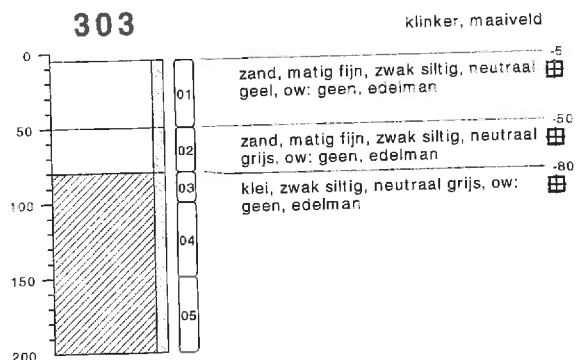 303
klinker, maaiveld
0
-5
zand, matig fijn, zwak siltig, neutraal
geel, ow: geen, edelman
01
50
-50
zand, matig fijn, zwak siltig, neutraal
grijs, ow: geen, edelman
02
-80
klei, zwak siltig, neutraal grijs, ow:
geen, edelman
03
100
04
150
05
200